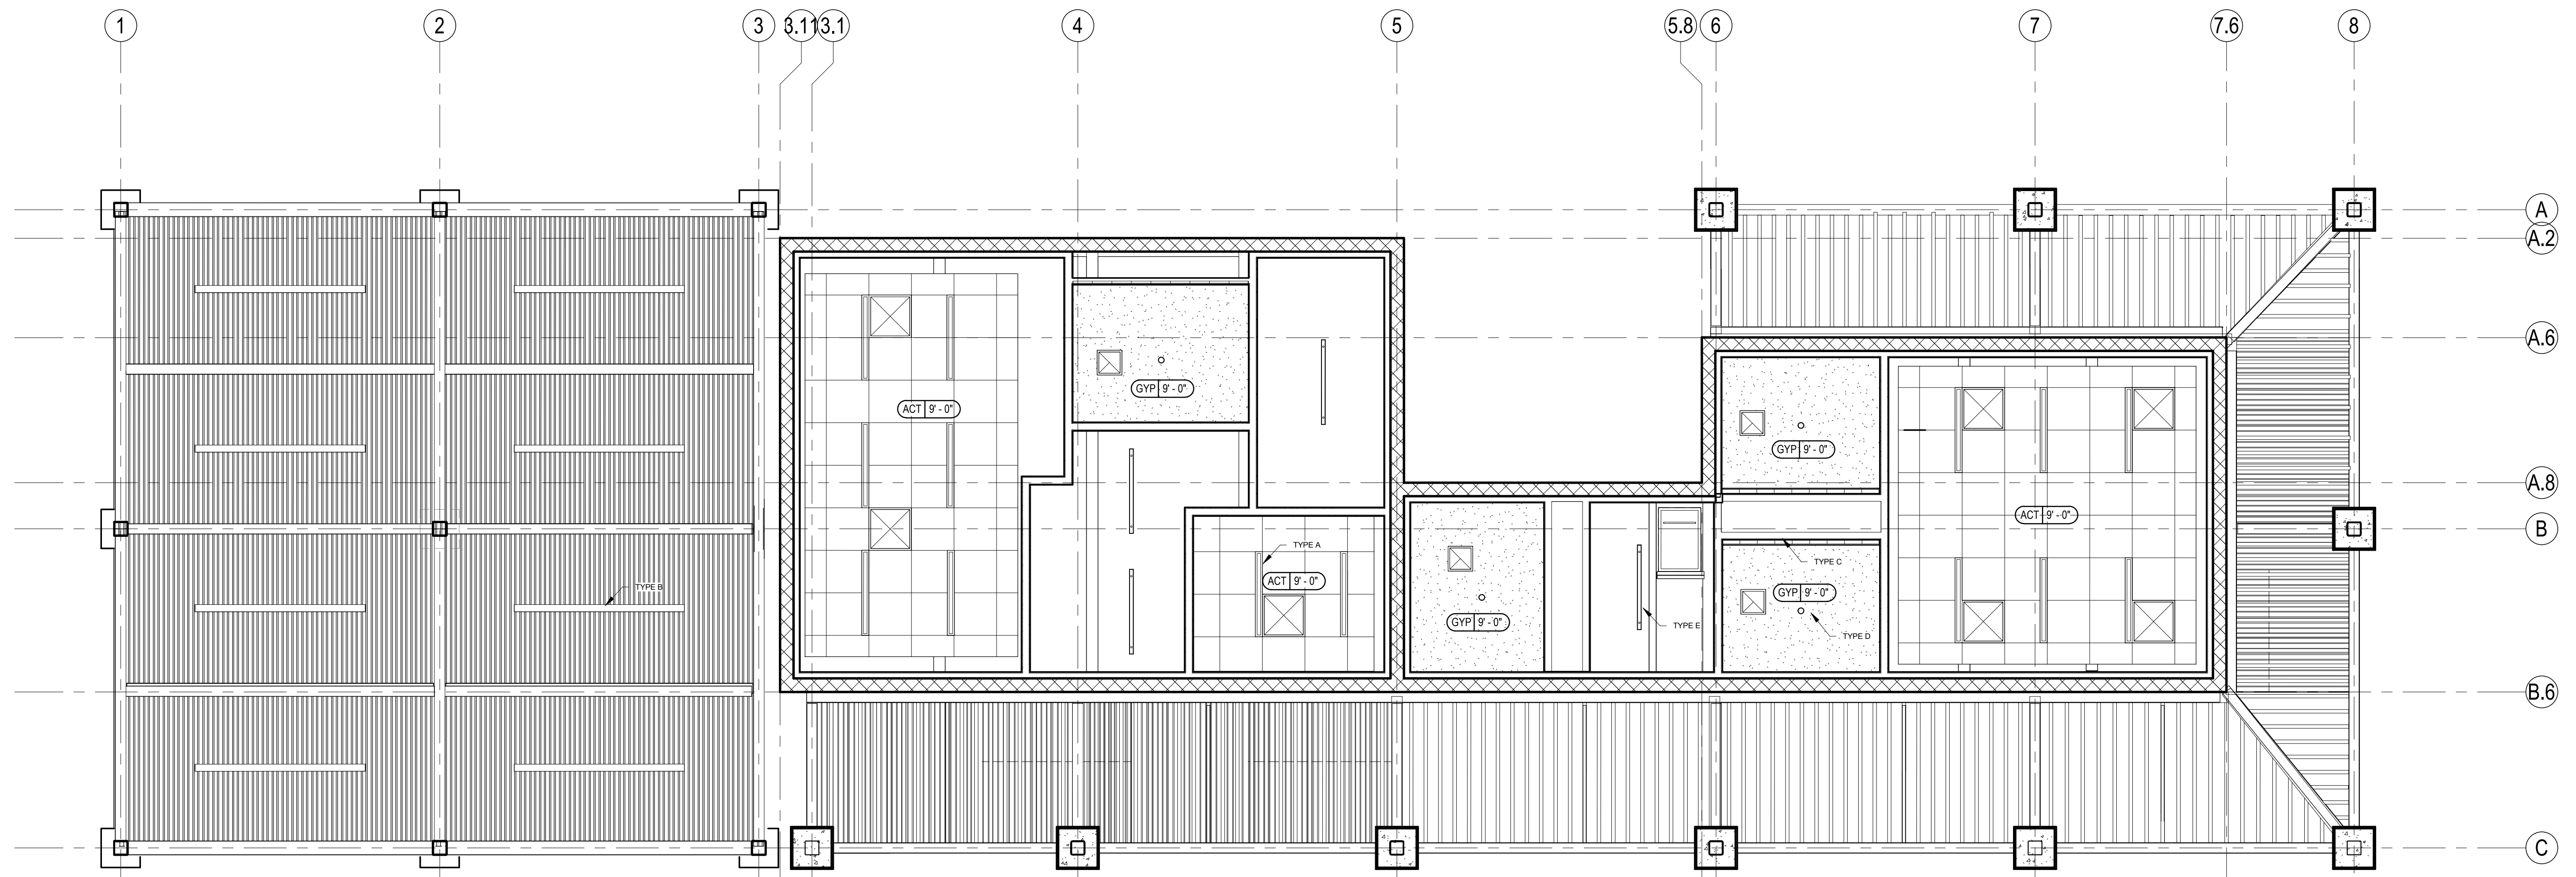 1
2
3
3.11
3.1
4
5
5.8
6
7
7.6
8
A
A.2
A.6
GYP 9' - 0"
ACT 9' - 0"
GYP 9' - 0"
A.8
ACT 9' - 0"
B
TYPE A
TYPE C
ACT 9' - 0"
TYPE B
GYP 9' - 0"
GYP 9' - 0"
TYPE E
TYPE D
B.6
C